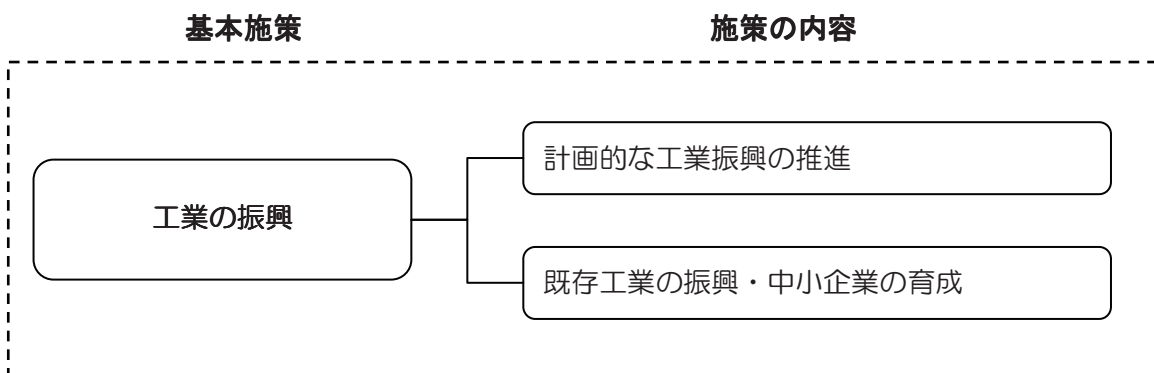 基本施策
施策の内容
工業の振興
計画的な工業振興の推進
既存工業の振興・中小企業の育成